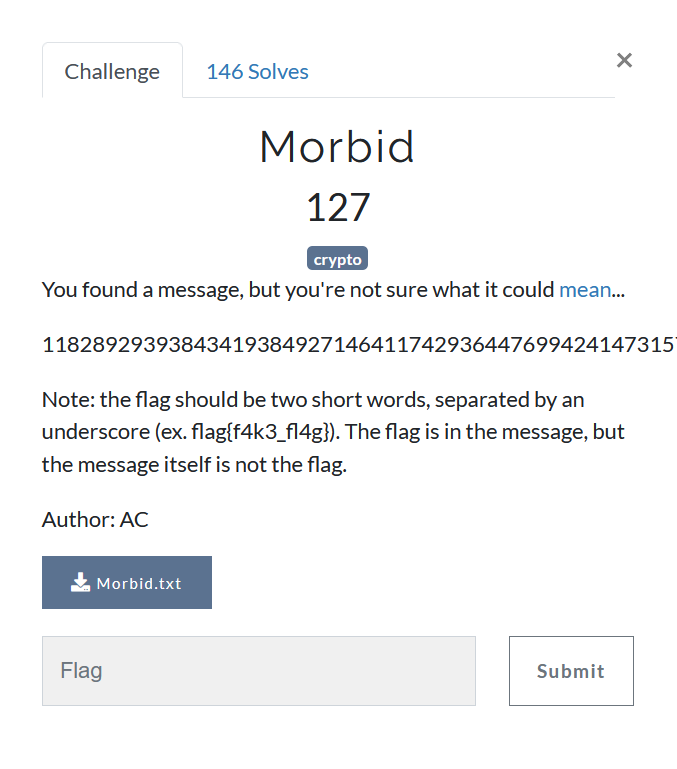 Challenge
146 Solves
×
Morbid
127
crypto
You found a message, but you're not sure what it could mean...
118289293938434193849271464117429364476994241473157
Note: the flag should be two short words, separated by an
underscore (ex. flag{f4k3_fl4g}). The flag is in the message, but
the message itself is not the flag.
Author: AC
Morbid.txt
Flag
Submit